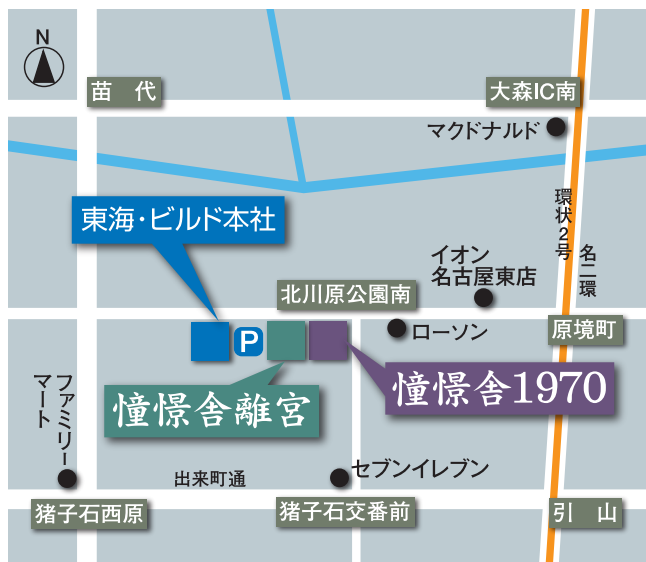 N
苗 代
大森IC南
マクドナルド
環状2号
名二環
東海・ビルド本社
イオン
名古屋東店
北川原公園南
P
ローソン
原境町
憧憬舎離宮
憧憬舎1970
ファミリー
マート
出来町通
セブンイレブン
猪子石西原
猪子石交番前
引 山